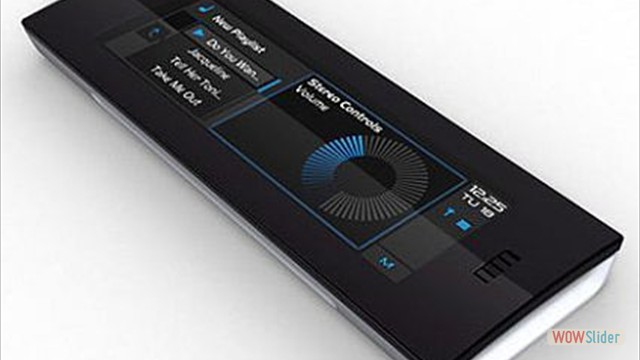 New Playlist
Do You Wan...
Jacqueline
Tell Her Toni...
Take Me Out
Stereo Controls
Volume
12:25
TU 18
M
WOWSlider